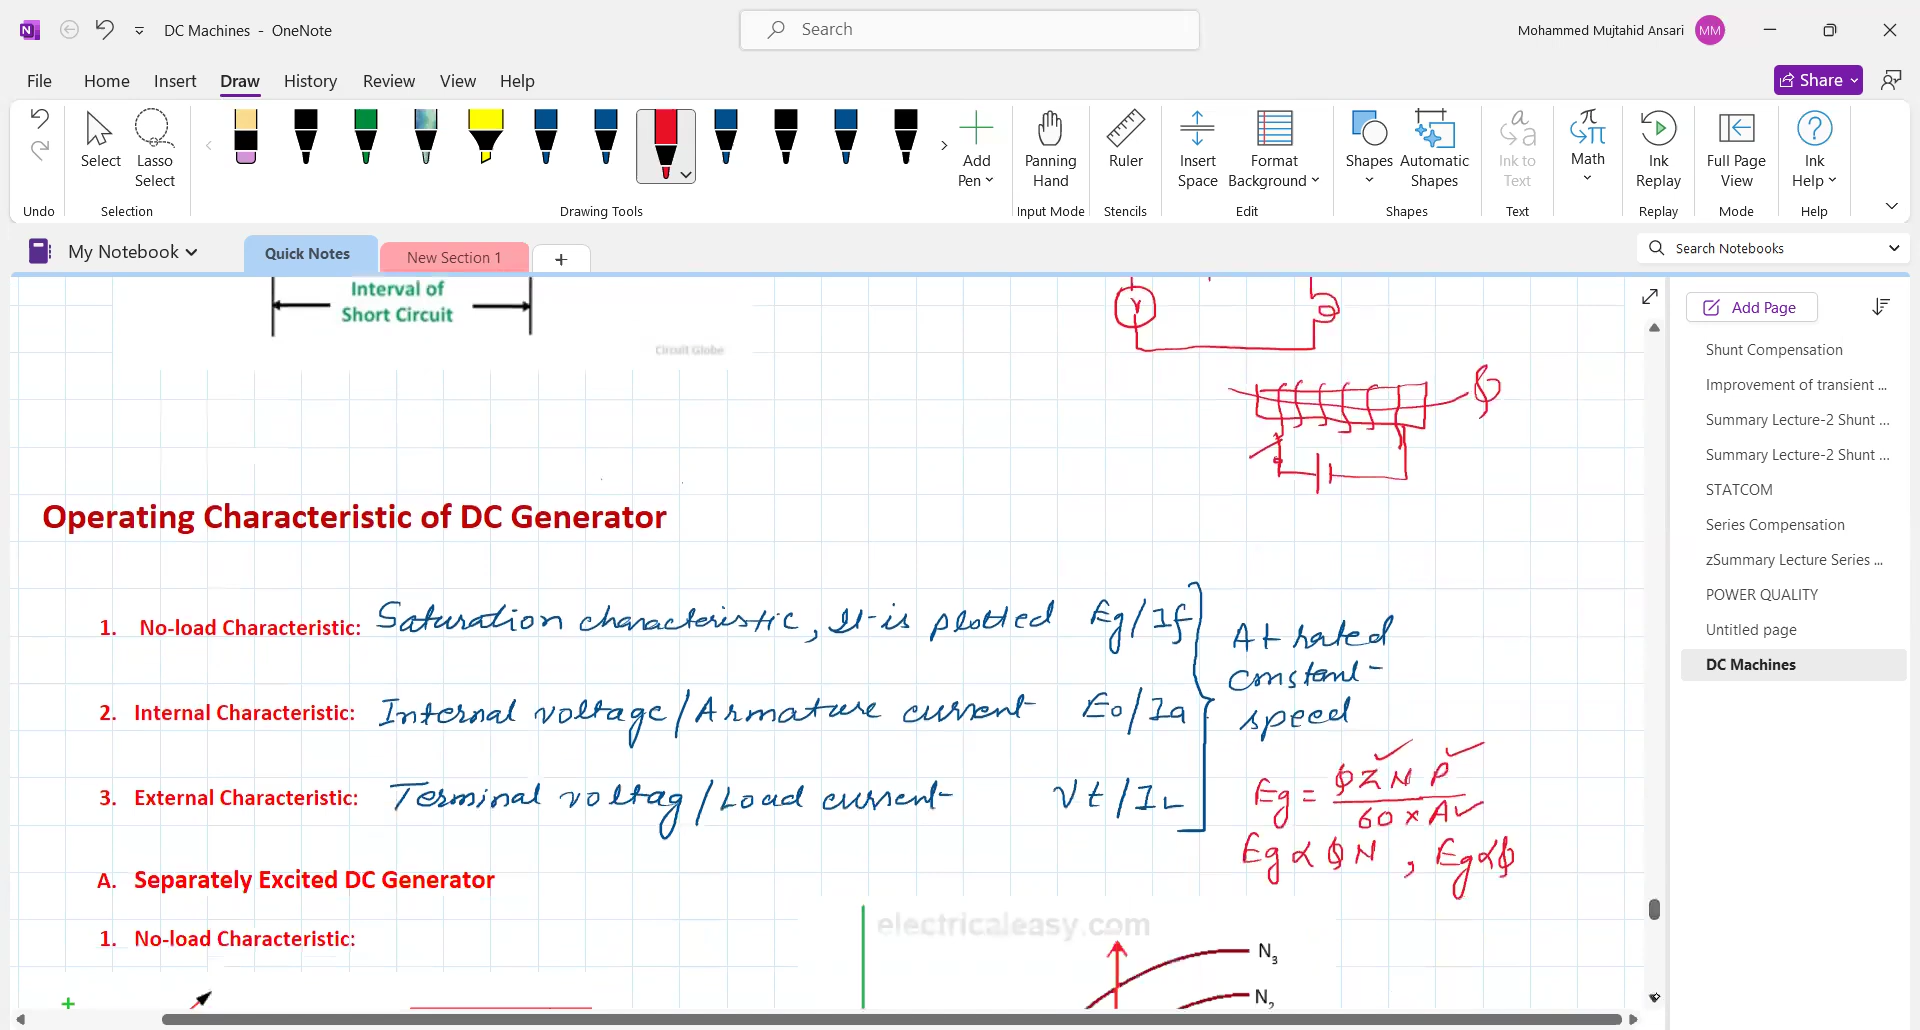 DC Machines - OneNote
Search
Mohammed Mujtahid Ansari MM
File Home Insert Draw History Review View Help
Share
Select
Lasso Select
Add Pen
Panning Hand
Ruler
Insert Space
Format Background
Shapes
Automatic Shapes
Ink to Text
Math
Ink Replay
Full Page View
Ink Help
Undo Selection Drawing Tools Input Mode Stencils Edit Shapes Text Replay Mode Help
My Notebook Quick Notes New Section 1 +
Search Notebooks
Interval of
Short Circuit
Circuit Globe
V
ϕ
Operating Characteristic of DC Generator
1. No-load Characteristic: Saturation characteristic, It is plotted Eg/If
At rated
constant
speed
2. Internal Characteristic: Internal voltage/Armature current Eo/Ia
3. External Characteristic: Terminal voltag/Load current Vt/IL
Eg = ϕZNP
60 × A
Eg α ϕN , Eg α ϕ
A. Separately Excited DC Generator
1. No-load Characteristic:
electricaleasy.com
N3
N2
+
Add Page
Shunt Compensation
Improvement of transient ...
Summary Lecture-2 Shunt ...
Summary Lecture-2 Shunt ...
STATCOM
Series Compensation
zSummary Lecture Series ...
POWER QUALITY
Untitled page
DC Machines